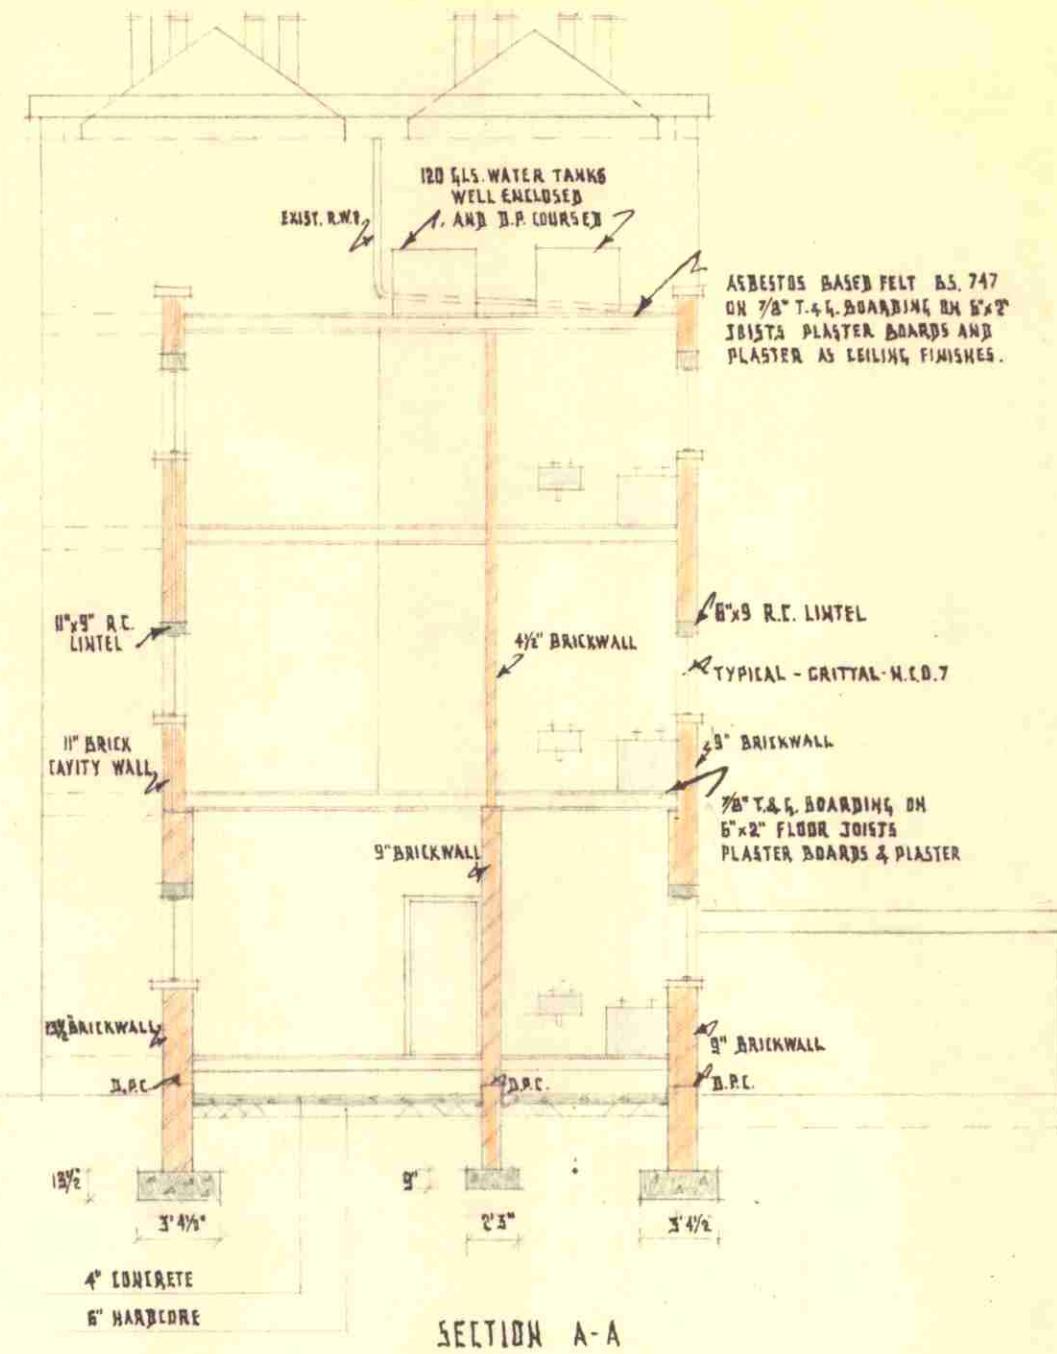 120 GLS. WATER TANKS
WELL ENCLOSED
AND D.P. COURSED
EXIST. R.W.P.
ASBESTOS BASED FELT B.S. 747
ON 7/8" T.&G. BOARDING ON 6"x2"
JOISTS PLASTER BOARDS AND
PLASTER AS CEILING FINISHES.
11"x9" R.C.
LINTEL
6"x9 R.C. LINTEL
4½" BRICKWALL
TYPICAL - CRITTAL-N.C.D.7
11" BRICK
CAVITY WALL
9" BRICKWALL
7/8" T.&G. BOARDING ON
6"x2" FLOOR JOISTS
PLASTER BOARDS & PLASTER
9" BRICKWALL
13½ BRICKWALL
9" BRICKWALL
D.P.C.
D.P.C.
D.P.C.
13½
9"
3'4½"
2'3"
3'4½
4" CONCRETE
6" HARDCORE
SECTION A-A